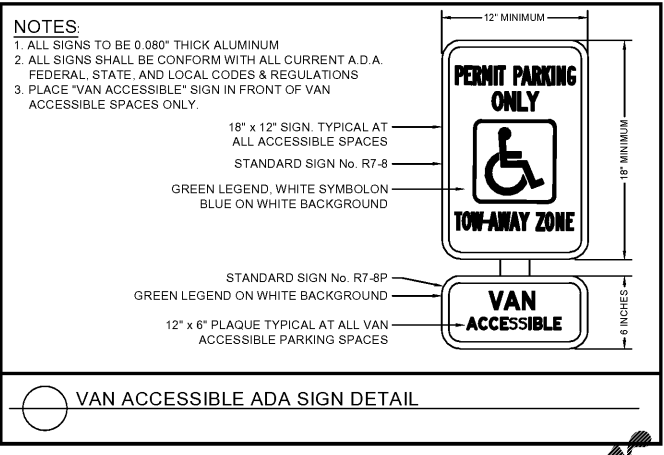 NOTES:
1. ALL SIGNS TO BE 0.080" THICK ALUMINUM
2. ALL SIGNS SHALL BE CONFORM WITH ALL CURRENT A.D.A.
FEDERAL, STATE, AND LOCAL CODES & REGULATIONS
3. PLACE "VAN ACCESSIBLE" SIGN IN FRONT OF VAN
ACCESSIBLE SPACES ONLY.
12" MINIMUM
PERMIT PARKING
ONLY
TOW-AWAY ZONE
18" MINIMUM
18" x 12" SIGN. TYPICAL AT
ALL ACCESSIBLE SPACES
STANDARD SIGN No. R7-8
GREEN LEGEND, WHITE SYMBOLON
BLUE ON WHITE BACKGROUND
STANDARD SIGN No. R7-8P
GREEN LEGEND ON WHITE BACKGROUND
12" x 6" PLAQUE TYPICAL AT ALL VAN
ACCESSIBLE PARKING SPACES
VAN
ACCESSIBLE
6 INCHES
VAN ACCESSIBLE ADA SIGN DETAIL